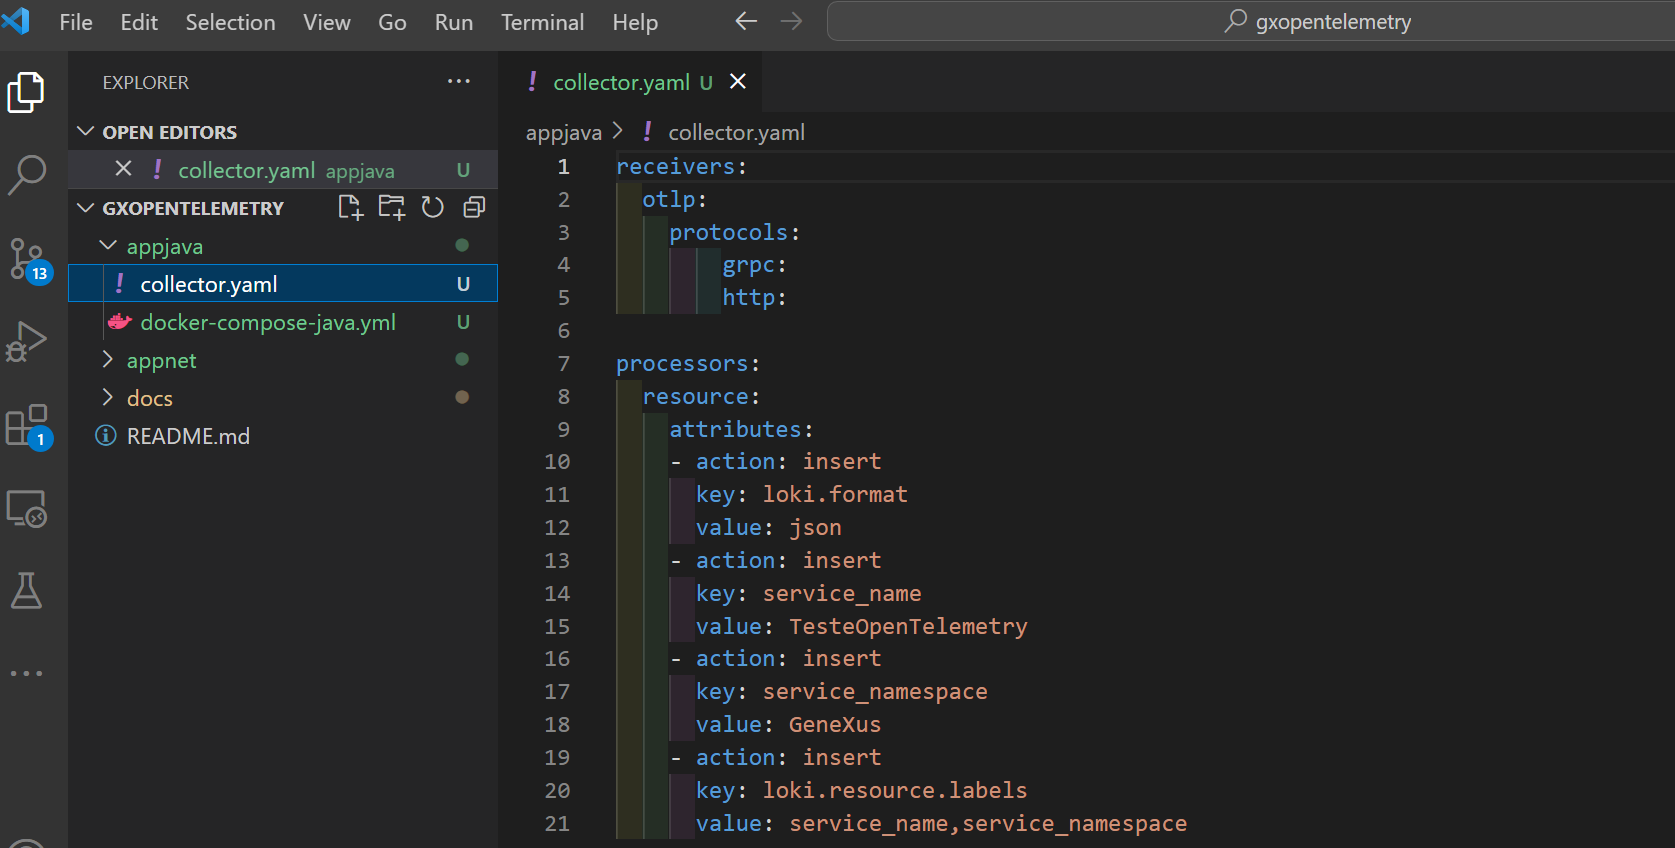 File Edit Selection View Go Run Terminal Help gxopentelemetry
EXPLORER
OPEN EDITORS
collector.yaml appjava U
GXOPENTELEMETRY
appjava
collector.yaml U
docker-compose-java.yml U
appnet
docs
README.md
13
1
collector.yaml U
appjava > collector.yaml
1 receivers:
2 otlp:
3 protocols:
4 grpc:
5 http:
6
7 processors:
8 resource:
9 attributes:
10 - action: insert
11 key: loki.format
12 value: json
13 - action: insert
14 key: service_name
15 value: TesteOpenTelemetry
16 - action: insert
17 key: service_namespace
18 value: GeneXus
19 - action: insert
20 key: loki.resource.labels
21 value: service_name,service_namespace